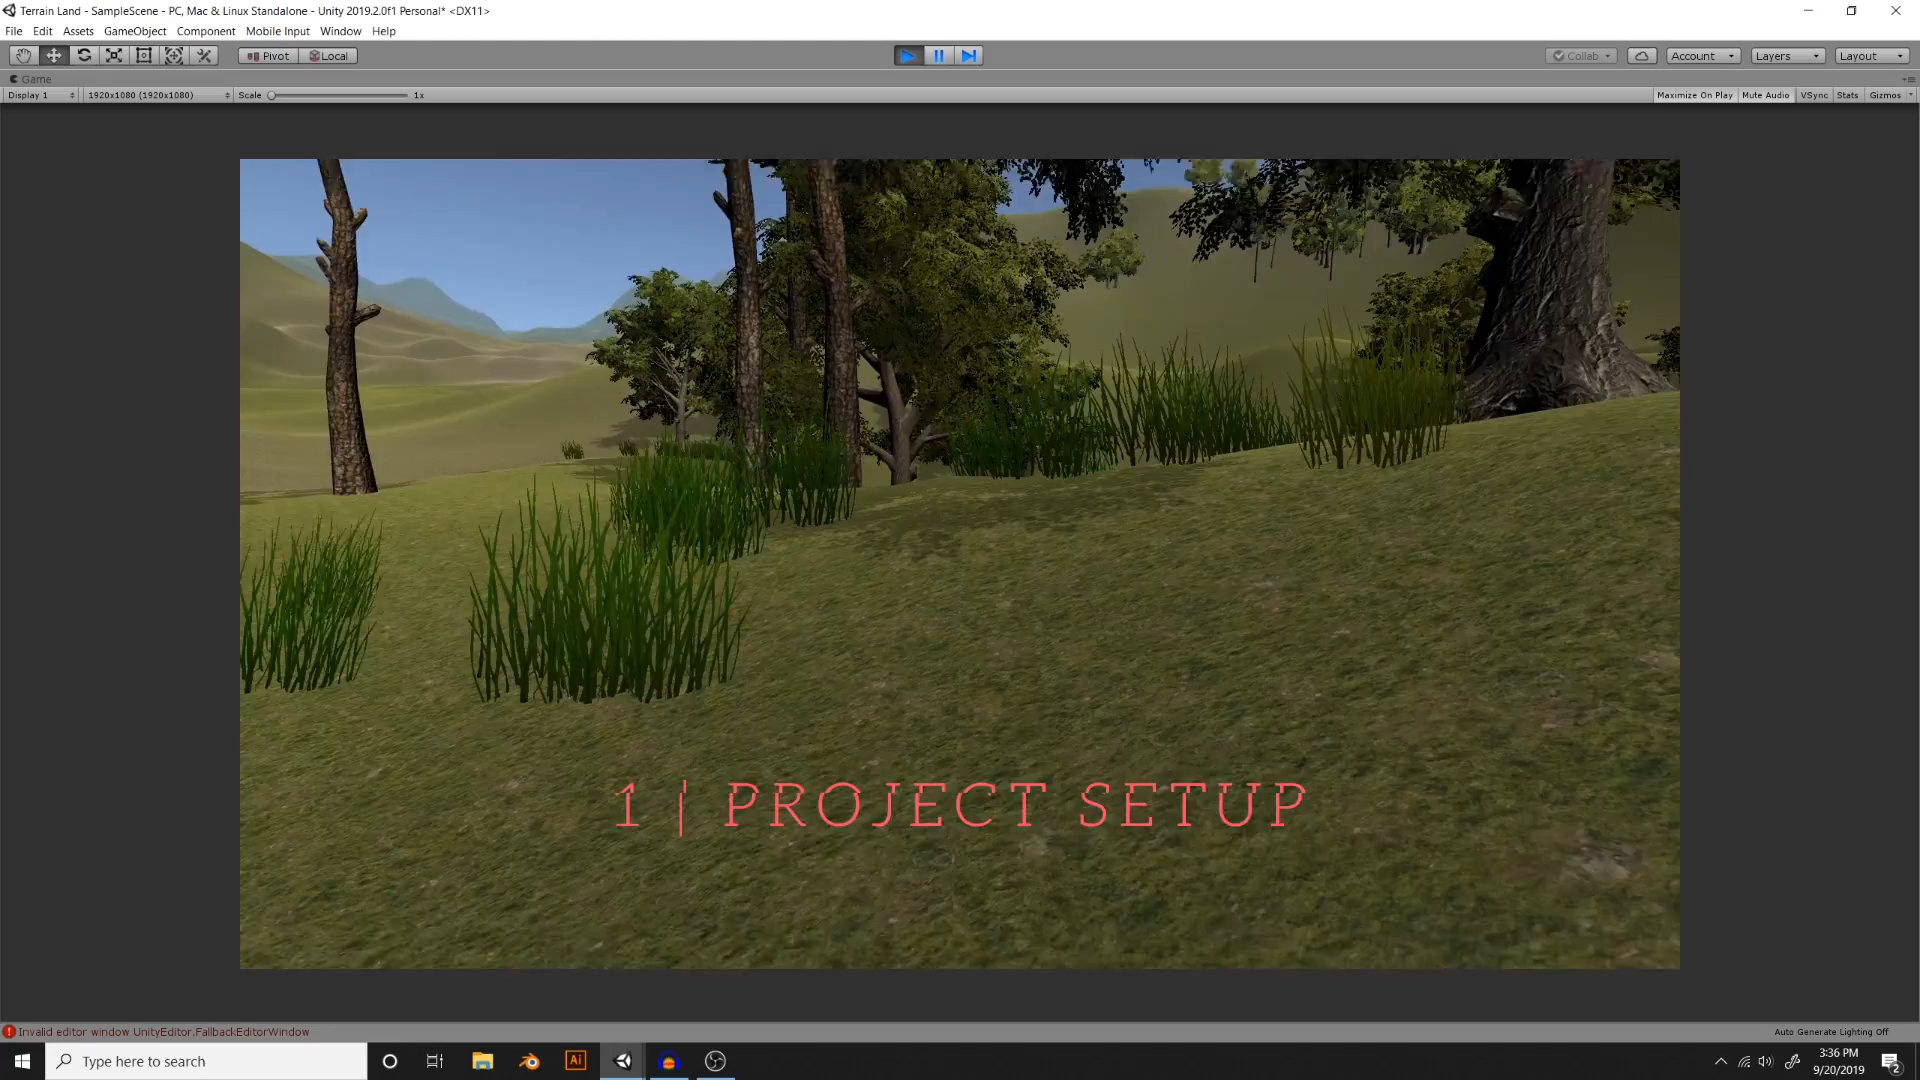 Terrain Land - SampleScene - PC, Mac & Linux Standalone - Unity 2019.2.0f1 Personal* <DX11>
File Edit Assets GameObject Component Mobile Input Window Help
Pivot Local Collab Account Layers Layout
Game
Display 1 1920x1080 (1920x1080) Scale 1x Maximize On Play Mute Audio VSync Stats Gizmos
1 | PROJECT SETUP
Invalid editor window UnityEditor.FallbackEditorWindow
Auto Generate Lighting Off
Type here to search
Ai
3:36 PM
9/20/2019
2